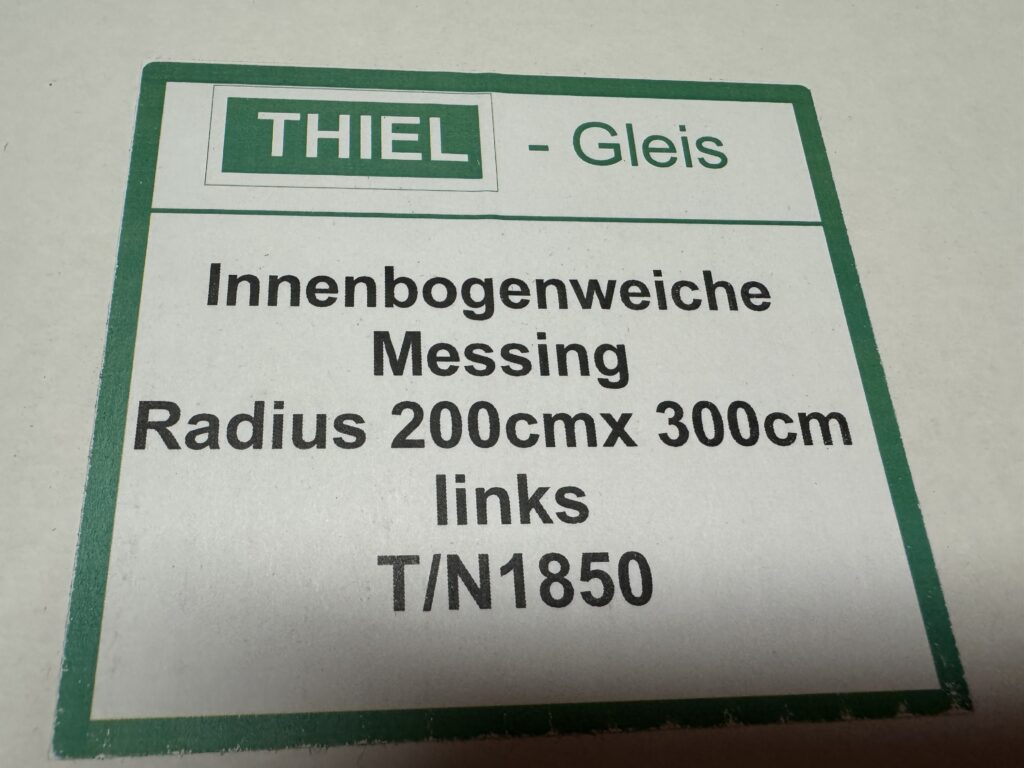 THIEL - Gleis
Innenbogenweiche
Messing
Radius 200cmx 300cm
links
T/N1850